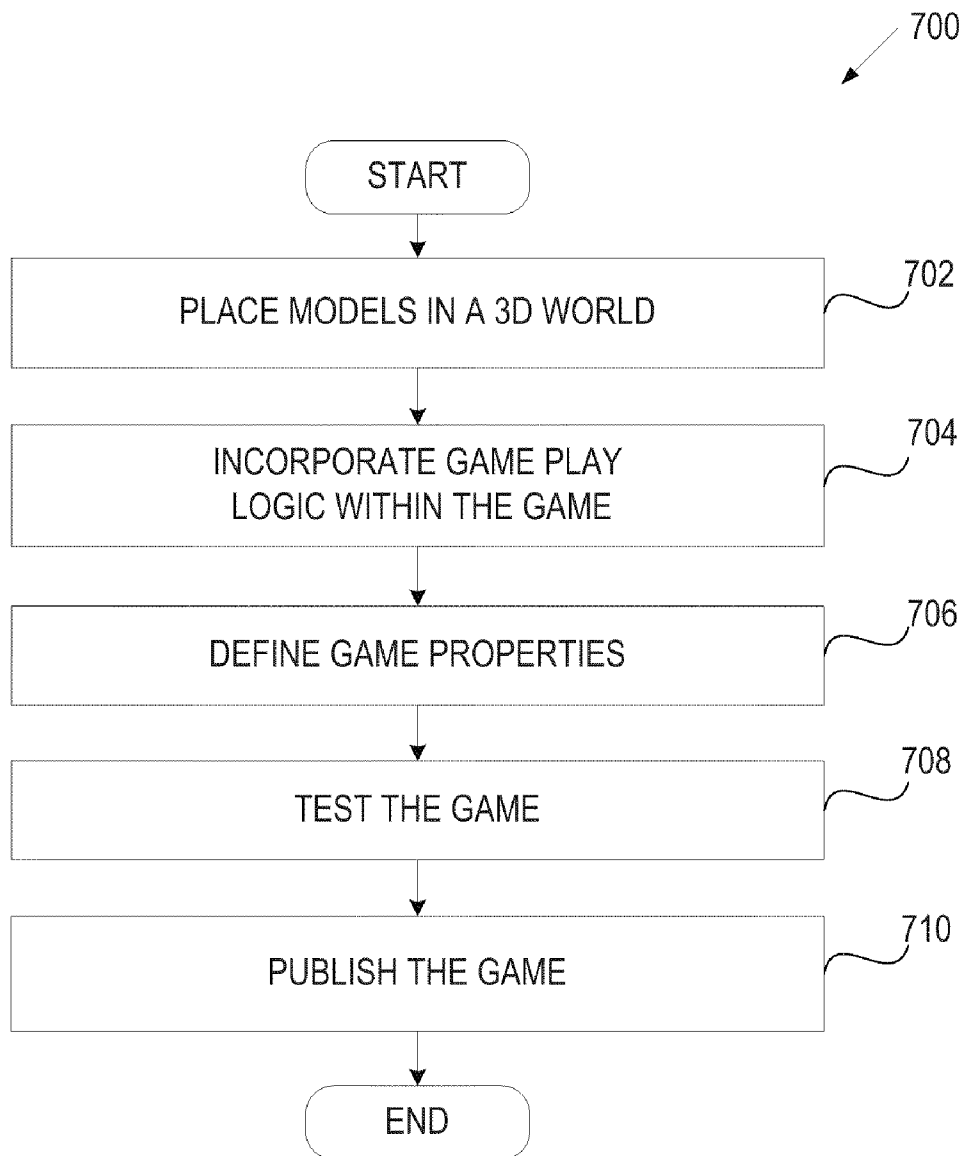 700
START
PLACE MODELS IN A 3D WORLD
702
INCORPORATE GAME PLAY
LOGIC WITHIN THE GAME
704
DEFINE GAME PROPERTIES
706
TEST THE GAME
708
PUBLISH THE GAME
710
END